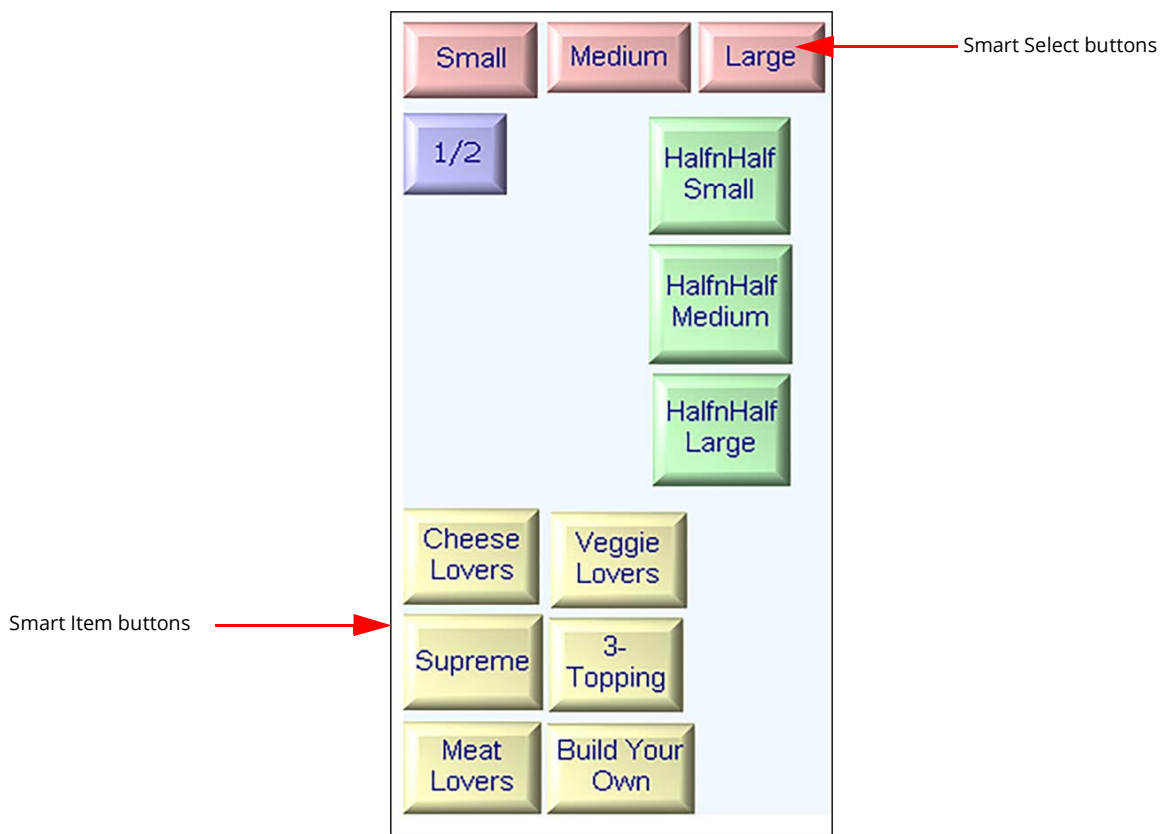 Small
Medium
Large
Smart Select buttons
1/2
HalfnHalf
Small
HalfnHalf
Medium
HalfnHalf
Large
Cheese
Lovers
Veggie
Lovers
Smart Item buttons
Supreme
3-
Topping
Meat
Lovers
Build Your
Own